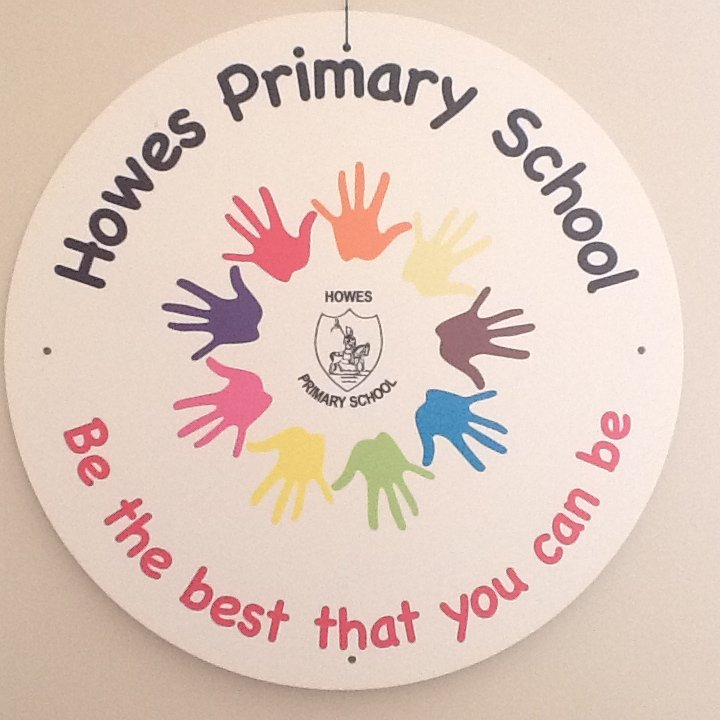 Howes Primary School
HOWES
PRIMARY SCHOOL
Be the best that you can be